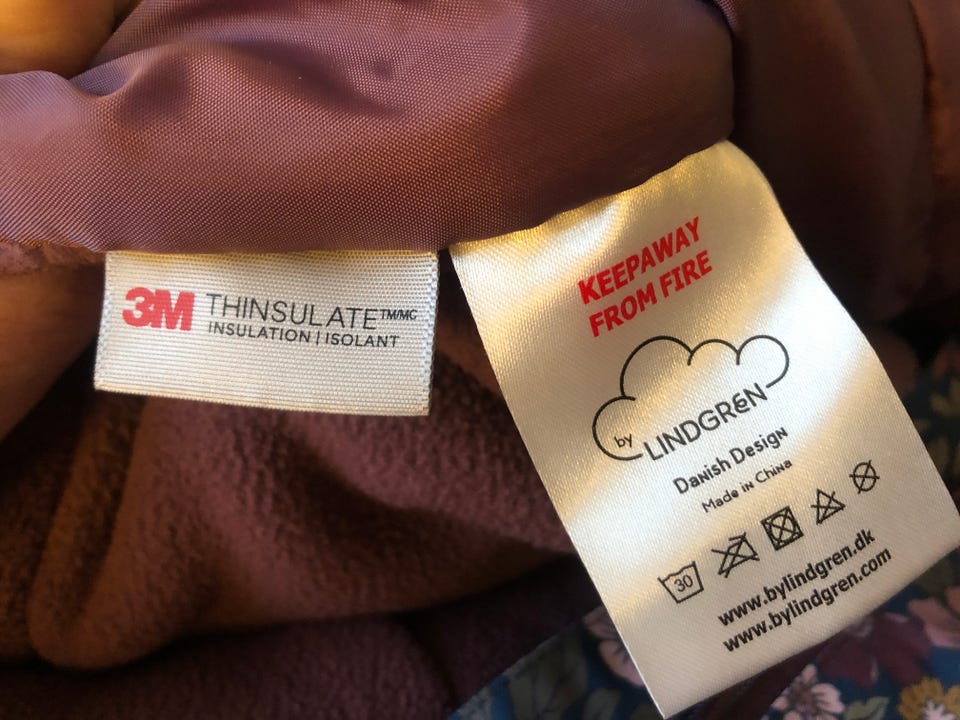 3M THINSULATE™/MC
INSULATION | ISOLANT
KEEPAWAY
FROM FIRE
by LINDGREN
Danish Design
Made in China
30
www.bylindgren.dk
www.bylindgren.com